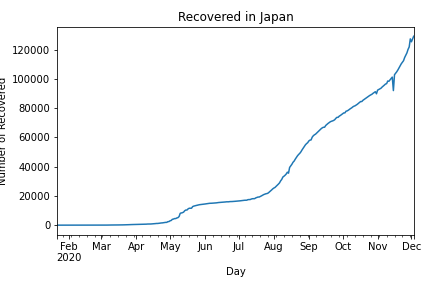 Recovered in Japan
Number of Recovered
120000
100000
80000
60000
40000
20000
0
Feb Mar Apr May Jun Jul Aug Sep Oct Nov Dec
2020
Day